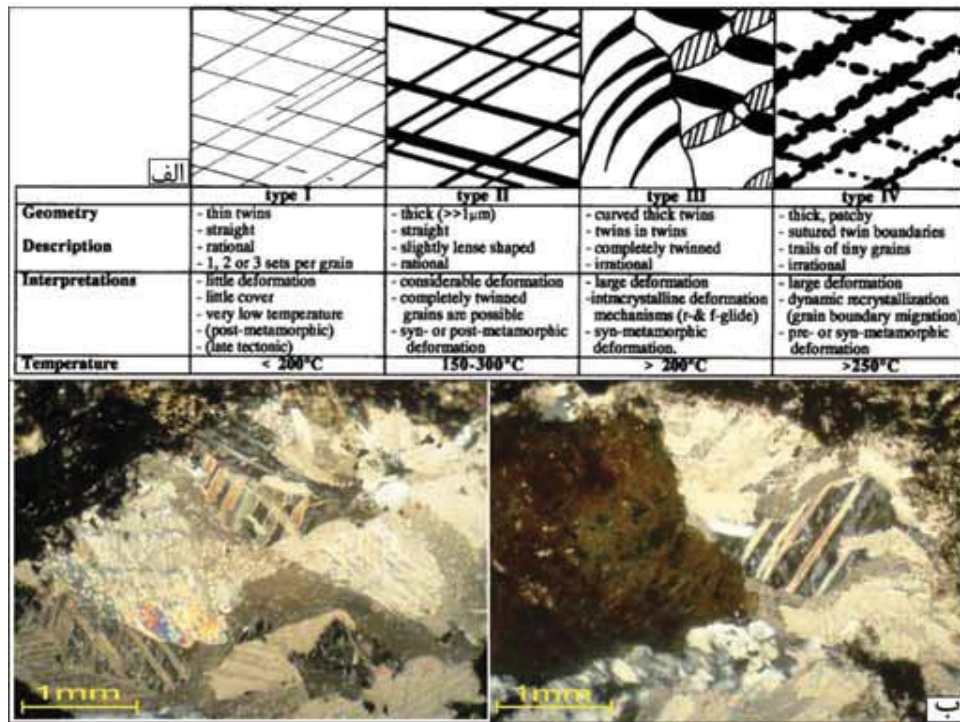 الف
type I type II type III type IV
Geometry - thin twins - thick (>>1μm) - curved thick twins - thick, patchy
- straight - straight - twins in twins - sutured twin boundaries
Description - rational - slightly lense shaped - completely twinned - trails of tiny grains
- 1, 2 or 3 sets per grain - rational - irrational - irrational
Interpretations - little deformation - considerable deformation - large deformation - large deformation
- little cover - completely twinned -intracrystalline deformation - dynamic recrystallization
- very low temperature grains are possible mechanisms (r-& f-glide) (grain boundary migration)
- (post-metamorphic) - syn- or post-metamorphic - syn-metamorphic - pre- or syn-metamorphic
- (late tectonic) deformation deformation. deformation
Temperature < 200°C 150-300°C > 200°C >250°C
1mm 1mm
ب